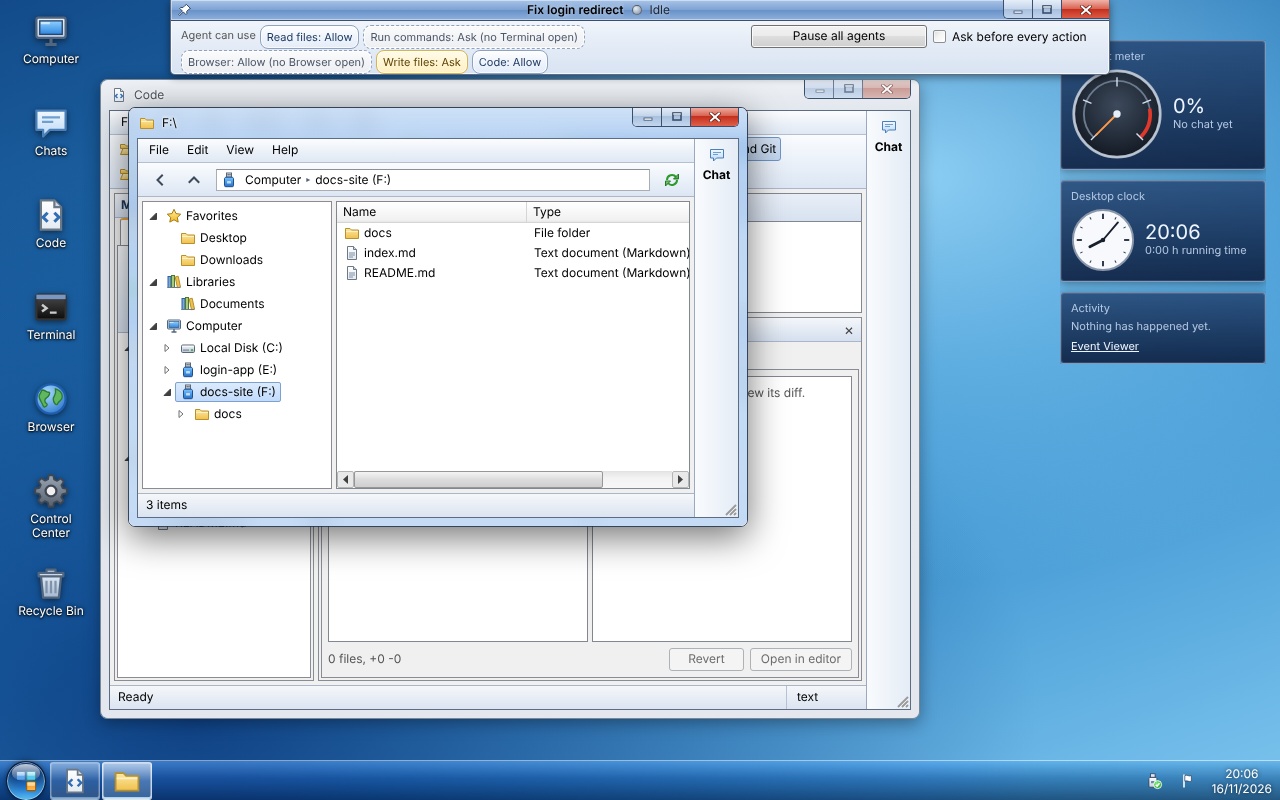 Fix login redirect Idle
Agent can use Read files: Allow Run commands: Ask (no Terminal open)
Browser: Allow (no Browser open) Write files: Ask Code: Allow
Pause all agents Ask before every action
Computer
Chats
Code
Terminal
Browser
Control
Center
Recycle Bin
Code
Chat
F:\
File Edit View Help
Computer docs-site (F:)
Chat
Favorites
Desktop
Downloads
Libraries
Documents
Computer
Local Disk (C:)
login-app (E:)
docs-site (F:)
docs
Name Type
docs File folder
index.md Text document (Markdown)
README.md Text document (Markdown)
3 items
Git
its diff.
0 files, +0 -0 Revert Open in editor
Ready text
meter
0%
No chat yet
Desktop clock
20:06
0:00 h running time
Activity
Nothing has happened yet.
Event Viewer
20:06
16/11/2026